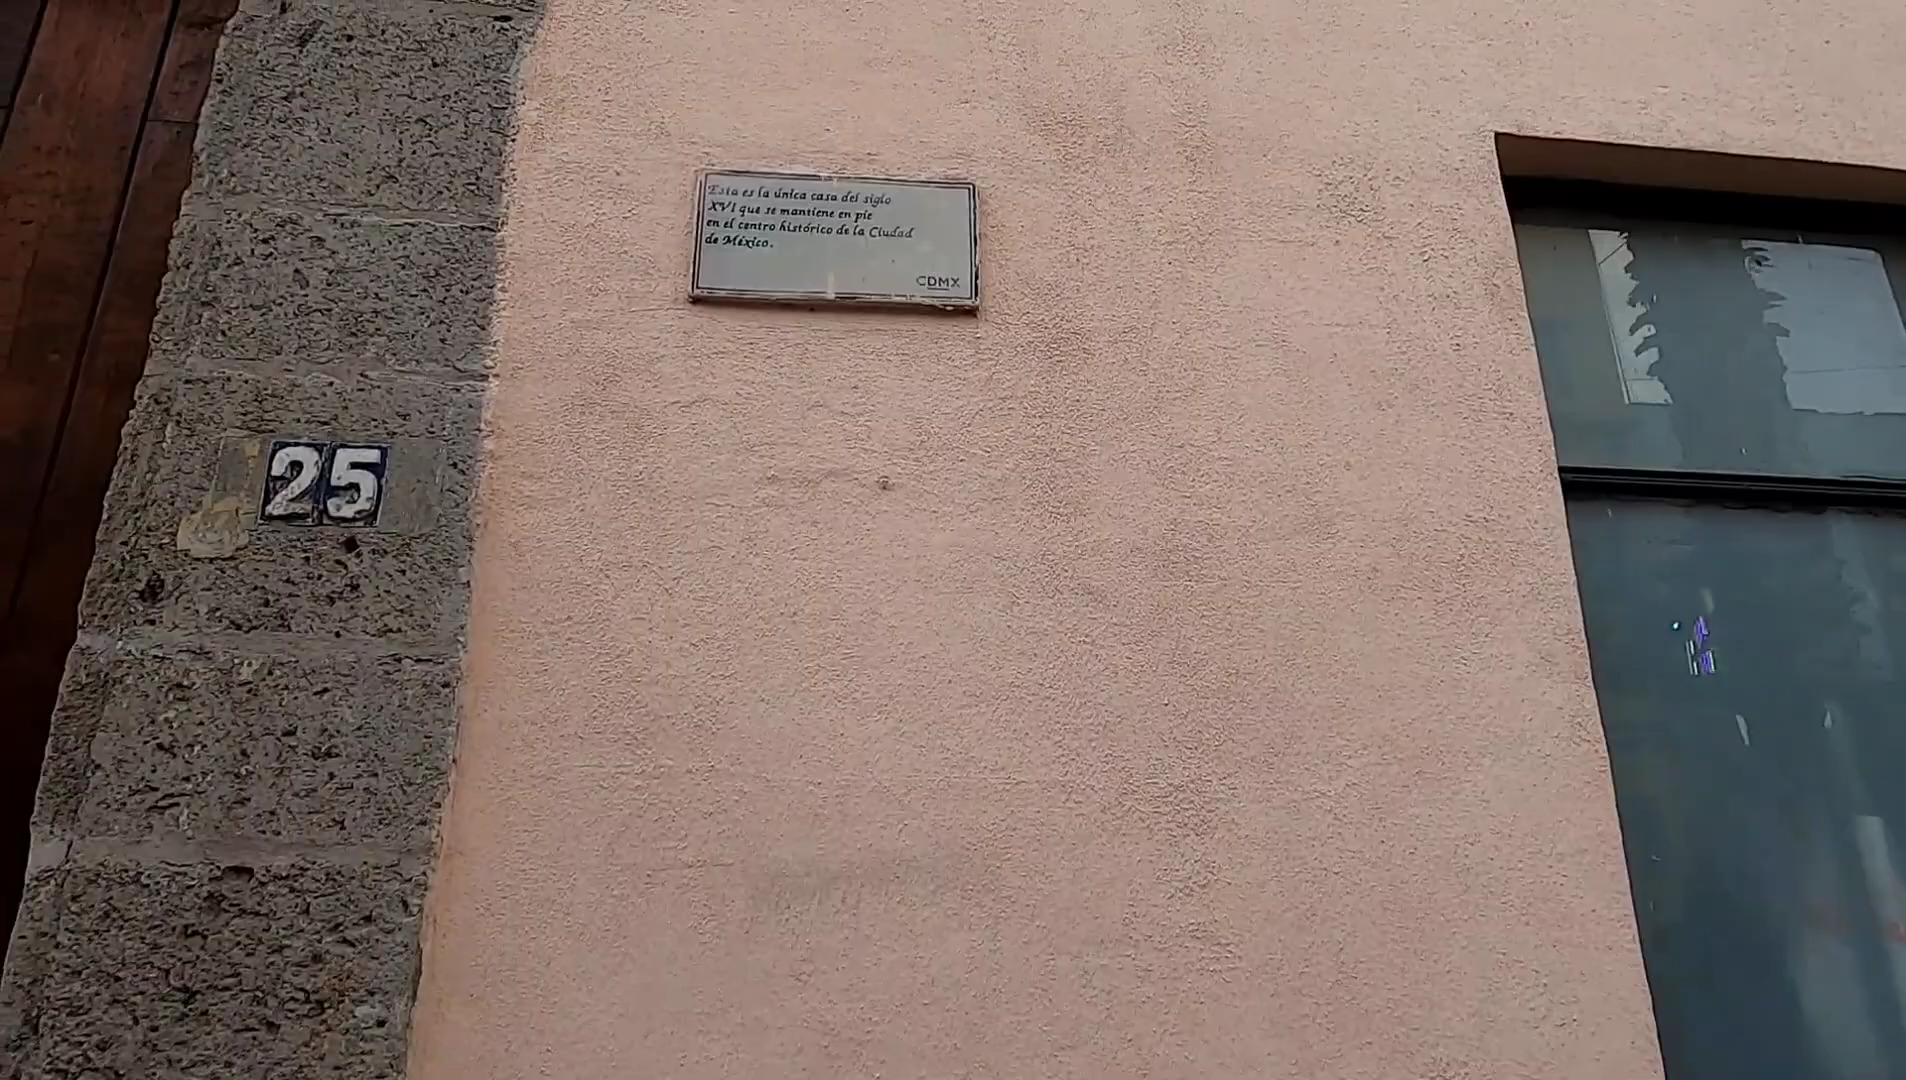 Esta es la única casa del siglo
XVI que se mantiene en pie
en el centro histórico de la Ciudad
de México.
CDMX
25